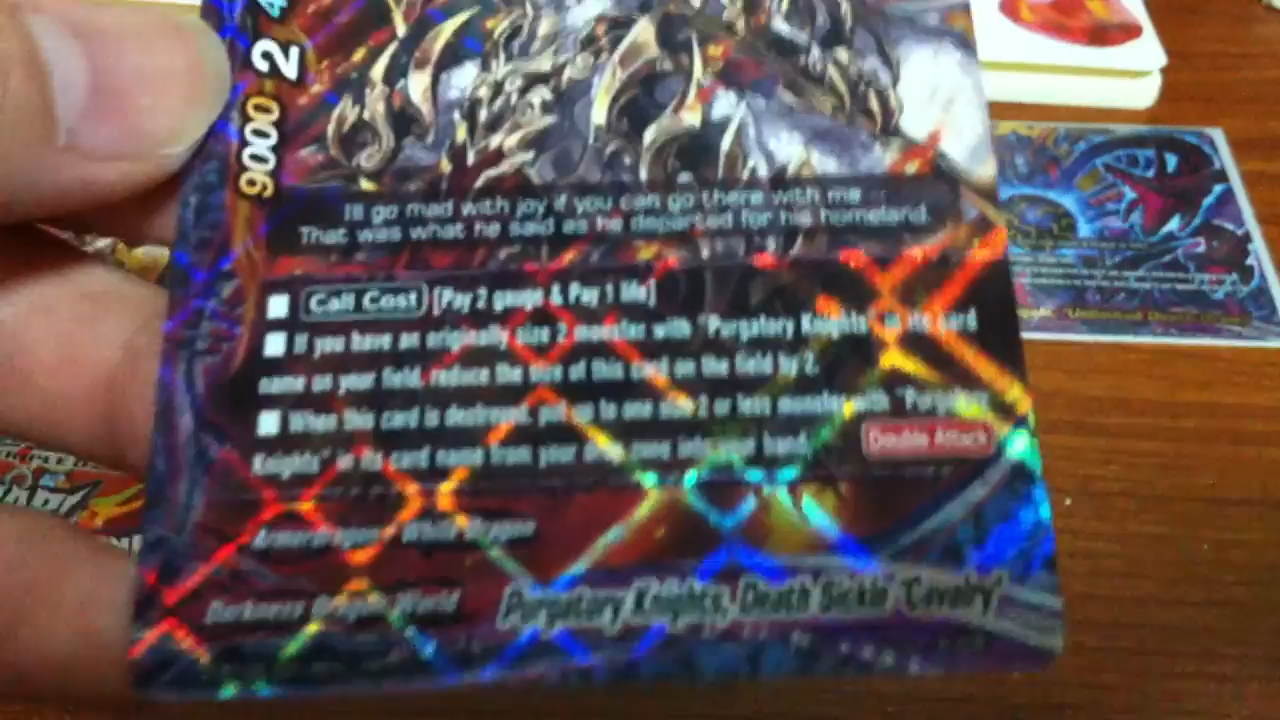 4
2
9000
I'll go mad with joy if you can go there with me
That was what he said as he departed for his homeland.
■ Call Cost [Pay 2 gauge & Pay 1 life]
■ If you have an originally size 2 monster with "Purgatory Knights" in its card
name on your field, reduce the size of this card on the field by 2.
■ When this card is destroyed, put up to one size 2 or less monster with "Purgatory
Knights" in its card name from your drop zone into your hand.
Double Attack
Armordragon
Darkness Dragon World
Purgatory Knights, Death Sickle "Cavalry"